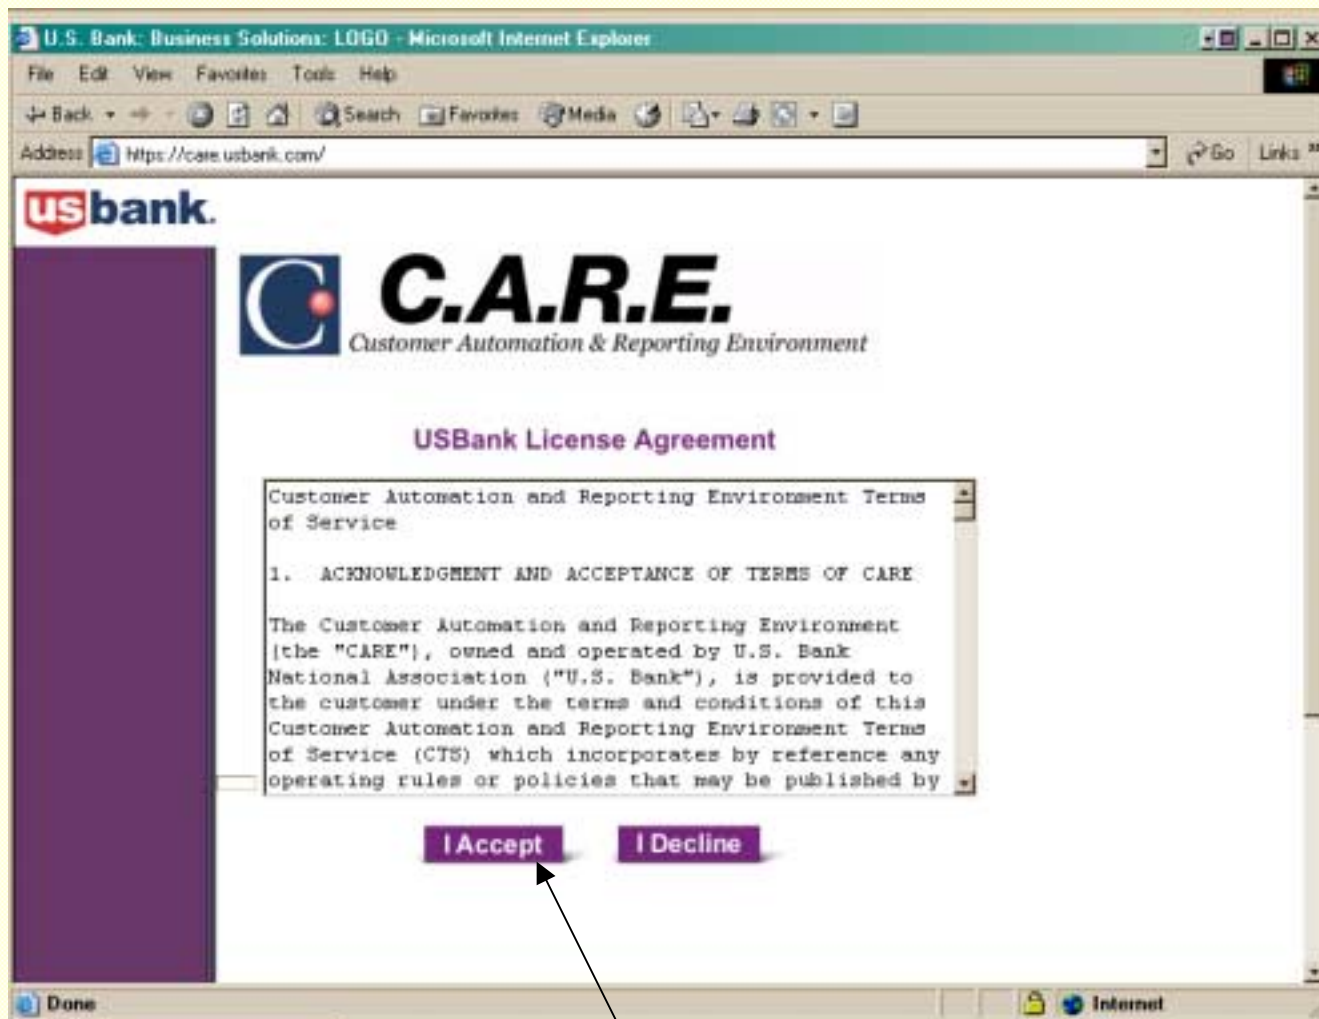 U.S. Bank: Business Solutions: LOGO - Microsoft Internet Explorer
File Edit View Favorites Tools Help
Back Search Favorites Media
Address https://care.usbank.com/ Go Links »
usbank.
C C.A.R.E.
Customer Automation & Reporting Environment
USBank License Agreement
Customer Automation and Reporting Environment Terms
of Service
1. ACKNOWLEDGMENT AND ACCEPTANCE OF TERMS OF CARE
The Customer Automation and Reporting Environment
(the "CARE"), owned and operated by U.S. Bank
National Association ("U.S. Bank"), is provided to
the customer under the terms and conditions of this
Customer Automation and Reporting Environment Terms
of Service (CTS) which incorporates by reference any
operating rules or policies that may be published by
I Accept I Decline
Done Internet